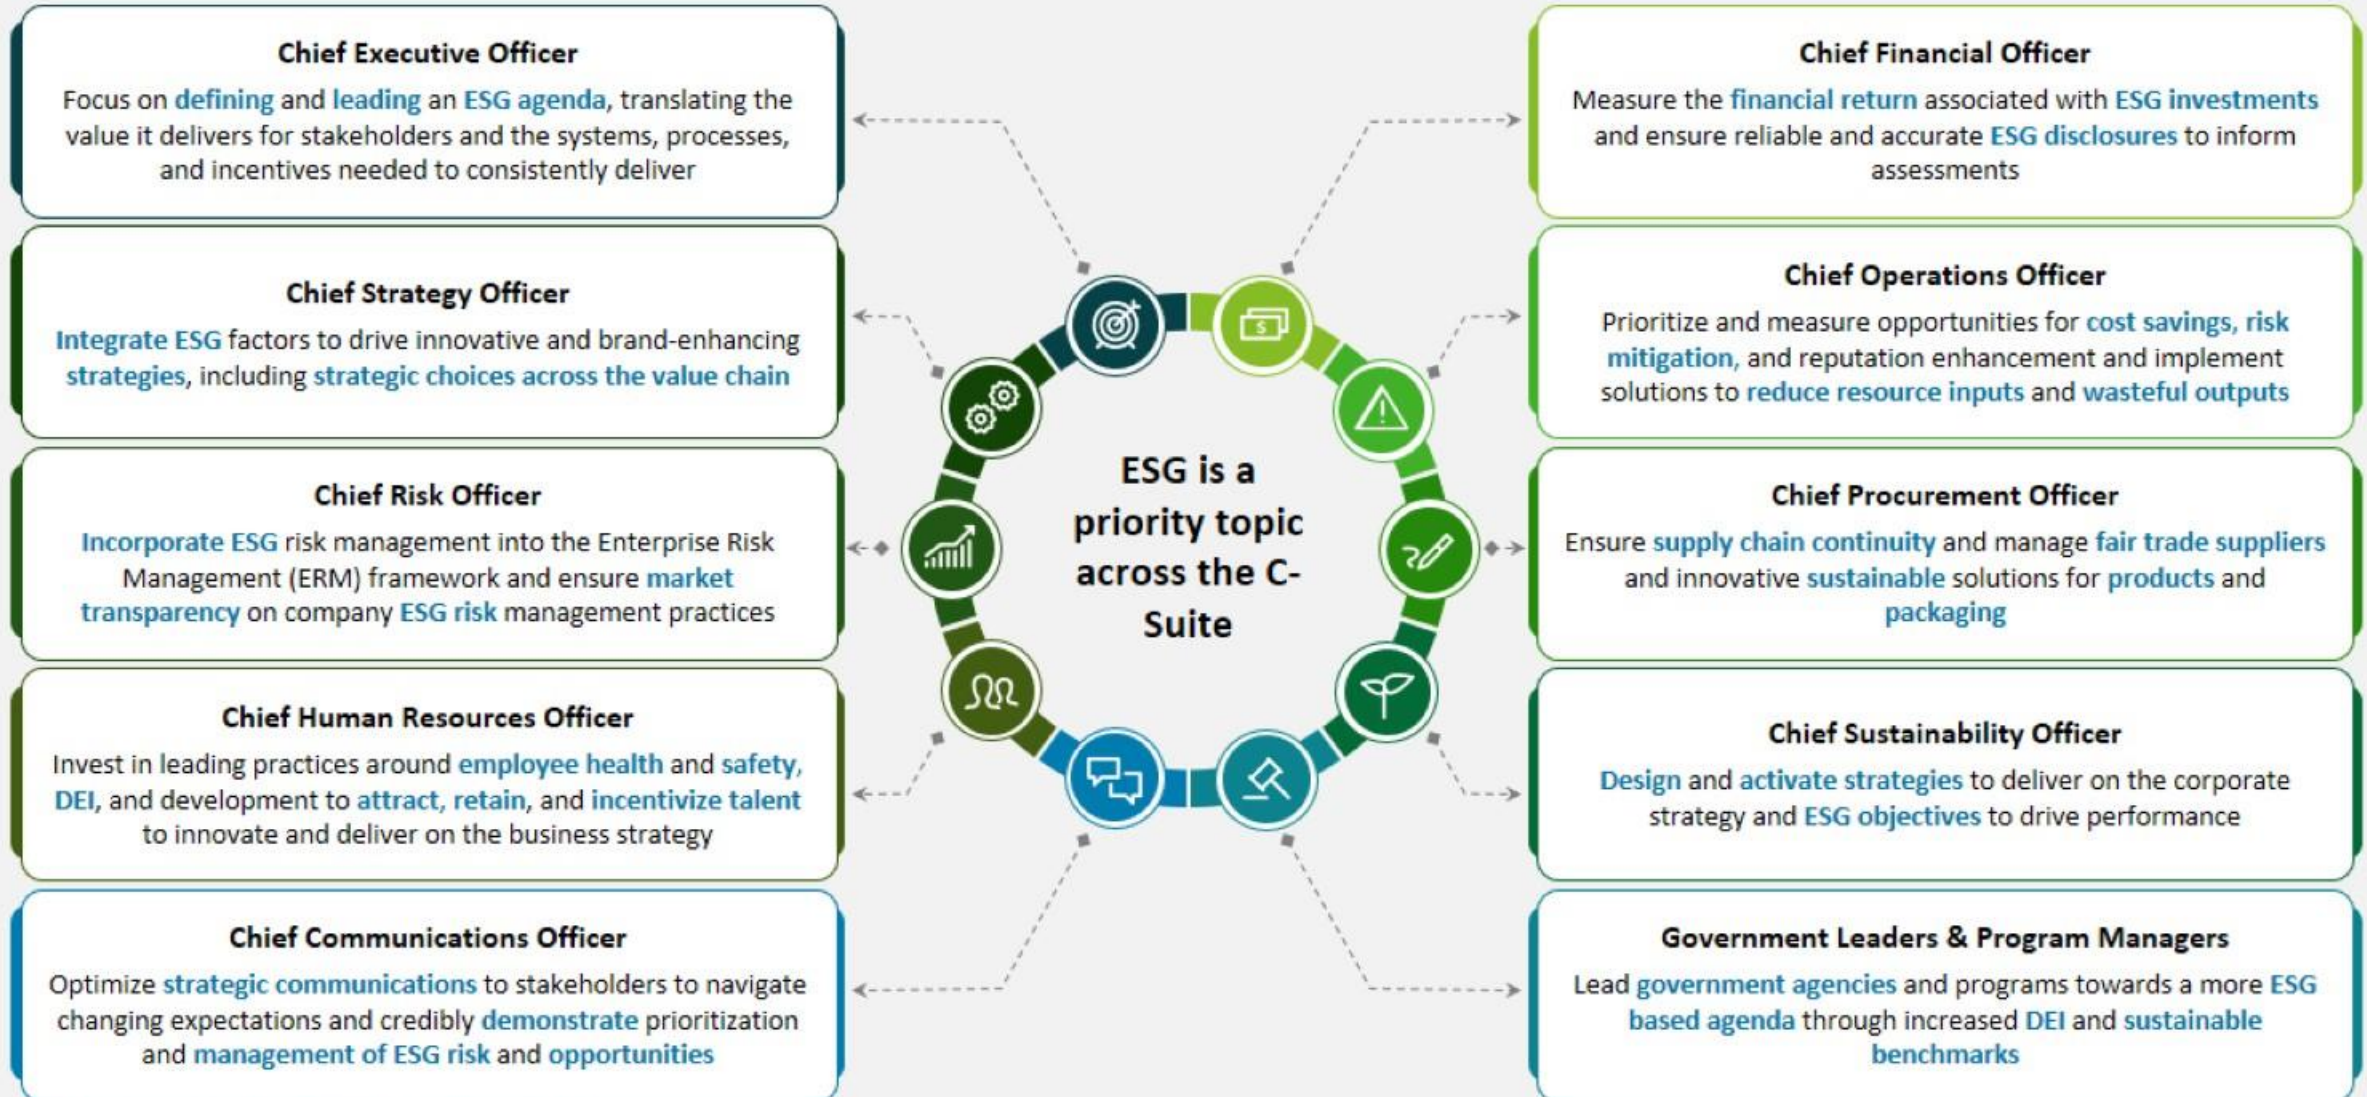 Chief Executive Officer
Focus on defining and leading an ESG agenda, translating the
value it delivers for stakeholders and the systems, processes,
and incentives needed to consistently deliver
Chief Strategy Officer
Integrate ESG factors to drive innovative and brand-enhancing
strategies, including strategic choices across the value chain
Chief Risk Officer
Incorporate ESG risk management into the Enterprise Risk
Management (ERM) framework and ensure market
transparency on company ESG risk management practices
Chief Human Resources Officer
Invest in leading practices around employee health and safety,
DEI, and development to attract, retain, and incentivize talent
to innovate and deliver on the business strategy
Chief Communications Officer
Optimize strategic communications to stakeholders to navigate
changing expectations and credibly demonstrate prioritization
and management of ESG risk and opportunities
$
ESG is a
priority topic
across the C-
Suite
Chief Financial Officer
Measure the financial return associated with ESG investments
and ensure reliable and accurate ESG disclosures to inform
assessments
Chief Operations Officer
Prioritize and measure opportunities for cost savings, risk
mitigation, and reputation enhancement and implement
solutions to reduce resource inputs and wasteful outputs
Chief Procurement Officer
Ensure supply chain continuity and manage fair trade suppliers
and innovative sustainable solutions for products and
packaging
Chief Sustainability Officer
Design and activate strategies to deliver on the corporate
strategy and ESG objectives to drive performance
Government Leaders & Program Managers
Lead government agencies and programs towards a more ESG
based agenda through increased DEI and sustainable
benchmarks